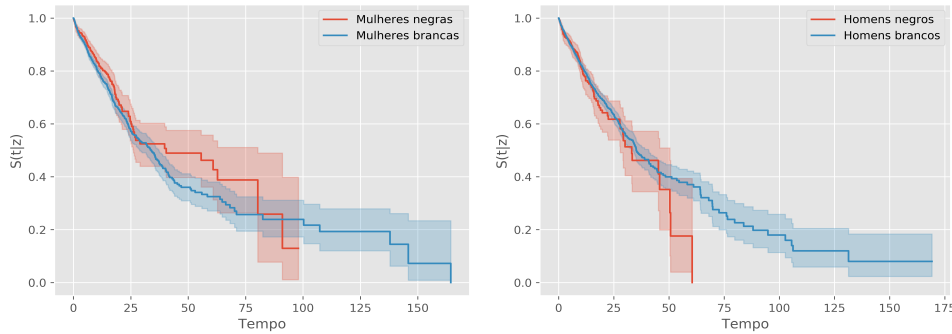 1.0
0.8
0.6
0.4
0.2
0.0
S(t|z)
Mulheres negras
Mulheres brancas
0 25 50 75 100 125 150
Tempo
1.0
0.8
0.6
0.4
0.2
0.0
S(t|z)
Homens negros
Homens brancos
0 25 50 75 100 125 150 175
Tempo